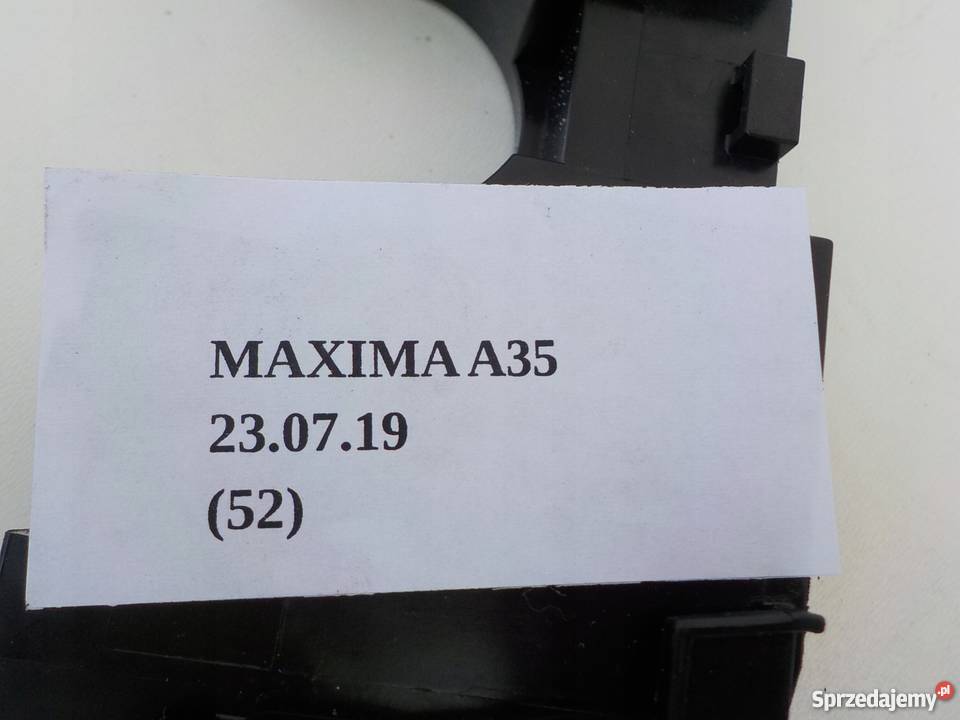 MAXIMA A35
23.07.19
(52)
Sprzedajemy.pl